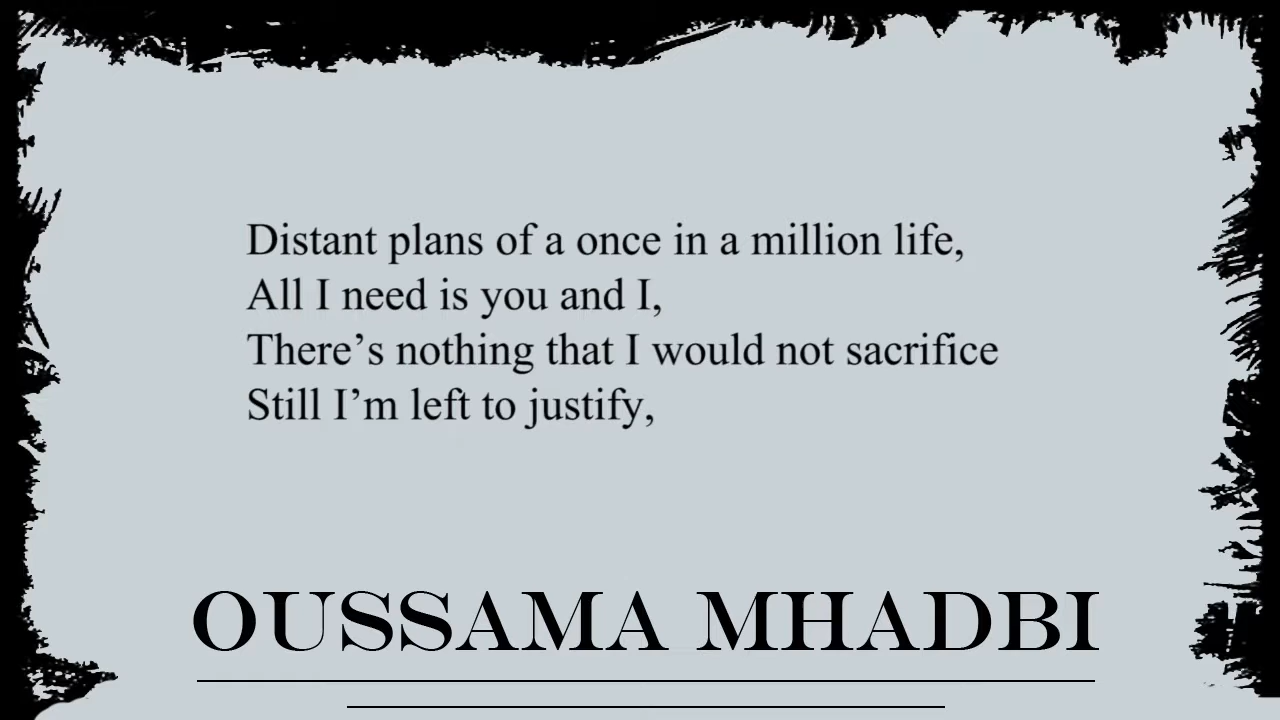 Distant plans of a once in a million life,
All I need is you and I,
There’s nothing that I would not sacrifice
Still I’m left to justify,
OUSSAMA MHADBI